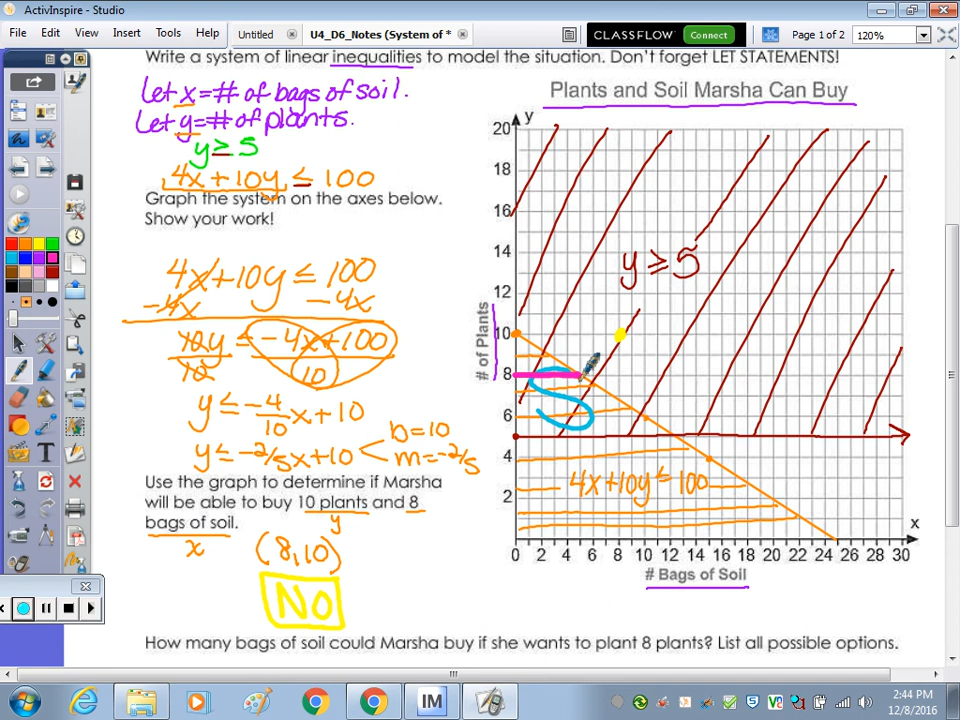 ActivInspire - Studio
File Edit View Insert Tools Help Untitled U4_D6_Notes (System of * CLASSFLOW Connect Page 1 of 2 120%
Write a system of linear inequalities to model the situation. Don't forget LET STATEMENTS!
Let x = # of bags of soil.
Let y = # of plants.
y ≥ 5
4x + 10y ≤ 100
Graph the system on the axes below.
Show your work!
4x + 10y ≤ 100
-4x -4x
10y ≤ -4x + 100
10 10
y ≤ -4/10 x + 10
y ≤ -2/5 x + 10 < b = 10
m = -2/5
Use the graph to determine if Marsha
will be able to buy 10 plants and 8
bags of soil. y
x (8,10)
NO
Plants and Soil Marsha Can Buy
y
20
18
16
14
12
10
8
6
4
2
# of Plants
y ≥ 5
S
4x + 10y ≤ 100
x
0 2 4 6 8 10 12 14 16 18 20 22 24 26 28 30
# Bags of Soil
How many bags of soil could Marsha buy if she wants to plant 8 plants? List all possible options.
IM
2:44 PM
12/8/2016